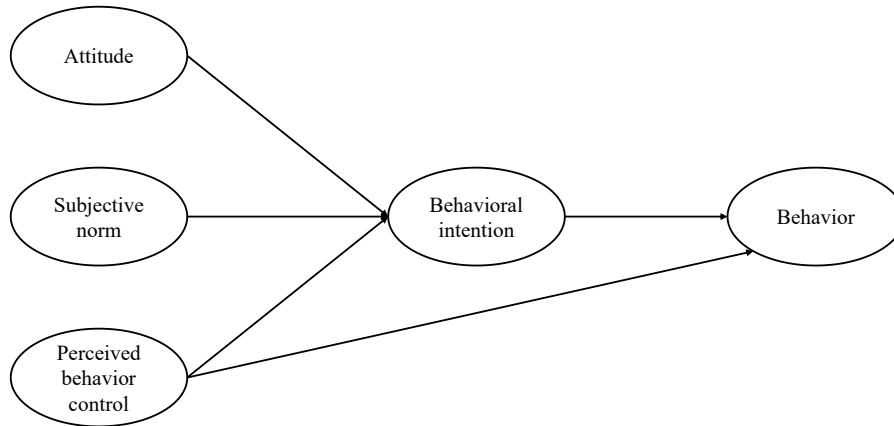 Attitude
Subjective
norm
Behavioral
intention
Behavior
Perceived
behavior
control